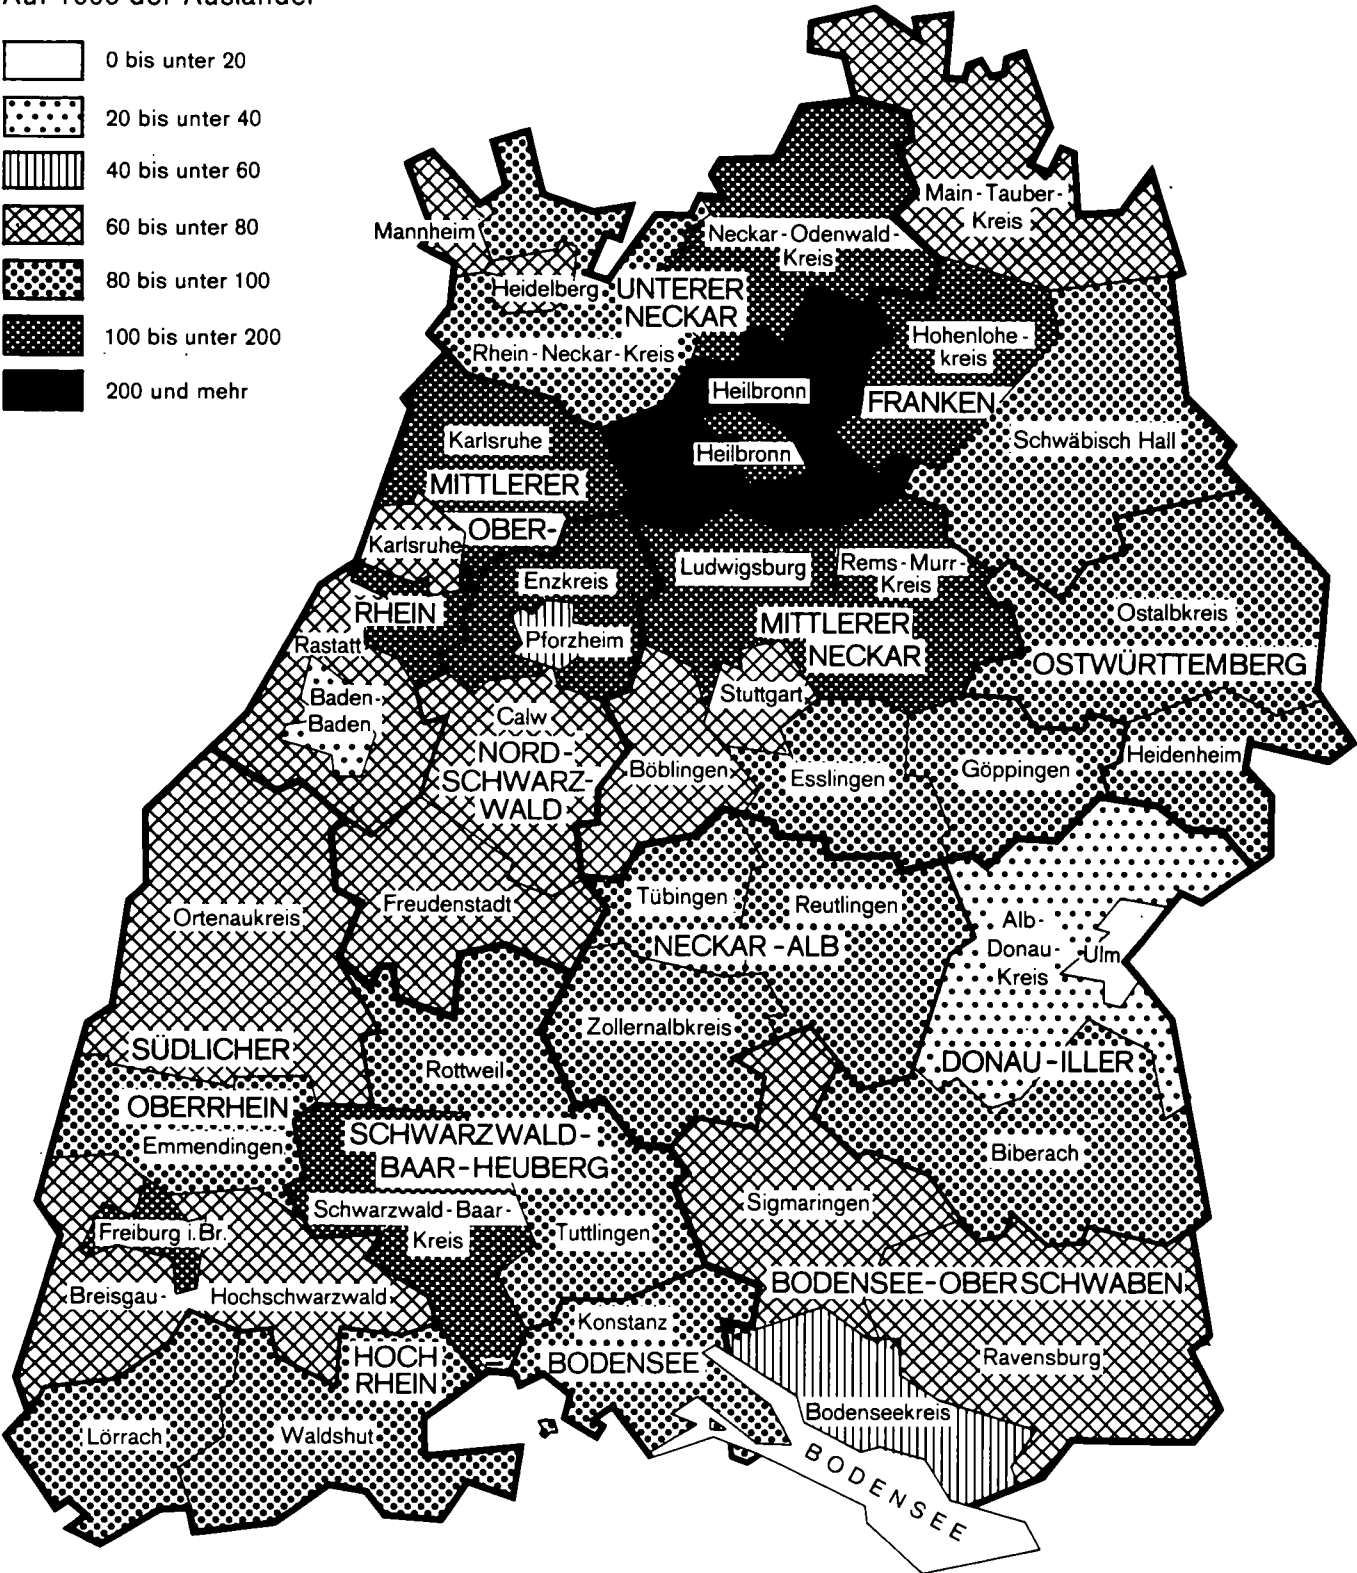 Auf 1000 der Ausländer
0 bis unter 20
20 bis unter 40
40 bis unter 60
60 bis unter 80
80 bis unter 100
100 bis unter 200
200 und mehr
Main-Tauber-
Kreis
Mannheim
Neckar-Odenwald-
Kreis
Heidelberg
UNTERER
NECKAR
Hohenlohe-
kreis
Rhein-Neckar-Kreis
Heilbronn
FRANKEN
Karlsruhe
Schwäbisch Hall
Heilbronn
MITTLERER
OBER-
Karlsruhe
Ludwigsburg
Rems-Murr-
Kreis
Enzkreis
RHEIN
Ostalbkreis
MITTLERER
NECKAR
Pforzheim
Rastatt
OSTWÜRTTEMBERG
Baden-
Baden
Stuttgart
Calw
NORD-
SCHWARZ-
WALD
Böblingen
Esslingen
Göppingen
Heidenheim
Tübingen
Reutlingen
Freudenstadt
Ortenaukreis
NECKAR-ALB
Alb-
Donau-
Kreis
Ulm
Zollernalbkreis
SÜDLICHER
OBERRHEIN
Rottweil
DONAU-ILLER
Emmendingen
SCHWARZWALD-
BAAR-HEUBERG
Biberach
Schwarzwald-Baar-
Kreis
Sigmaringen
Freiburg i.Br.
Tuttlingen
Breisgau-
Hochschwarzwald
BODENSEE-OBERSCHWABEN
Konstanz
BODENSEE
HOCH
RHEIN
Ravensburg
Bodenseekreis
Lörrach
Waldshut
BODENSEE